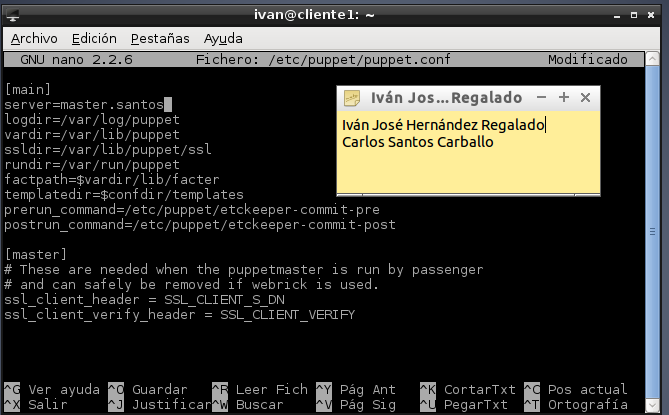 ivan@cliente1: ~
Archivo Edición Pestañas Ayuda
GNU nano 2.2.6 Fichero: /etc/puppet/puppet.conf Modificado
[main]
server=master.santos
logdir=/var/log/puppet
vardir=/var/lib/puppet
ssldir=/var/lib/puppet/ssl
rundir=/var/run/puppet
factpath=$vardir/lib/facter
templatedir=$confdir/templates
prerun_command=/etc/puppet/etckeeper-commit-pre
postrun_command=/etc/puppet/etckeeper-commit-post
[master]
# These are needed when the puppetmaster is run by passenger
# and can safely be removed if webrick is used.
ssl_client_header = SSL_CLIENT_S_DN
ssl_client_verify_header = SSL_CLIENT_VERIFY
Iván Jos...Regalado
Iván José Hernández Regalado
Carlos Santos Carballo
^G Ver ayuda ^O Guardar ^R Leer Fich ^Y Pág Ant ^K CortarTxt ^C Pos actual
^X Salir ^J Justificar ^W Buscar ^V Pág Sig ^U PegarTxt ^T Ortografía